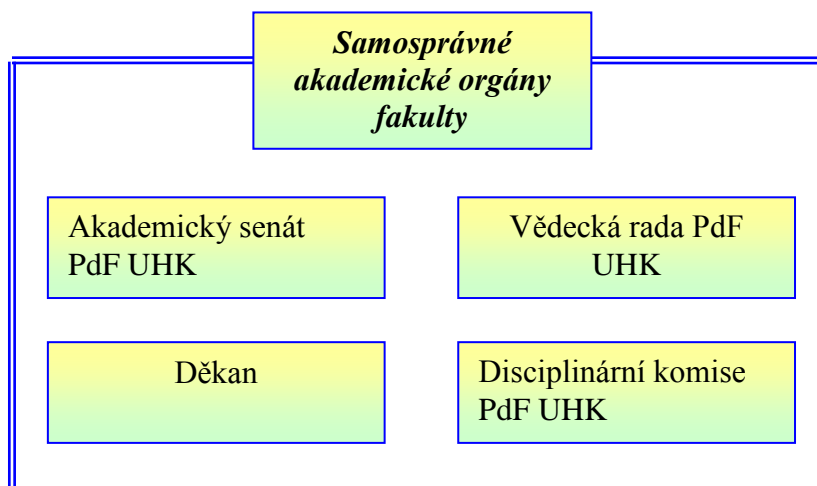 Samosprávné
akademické orgány
fakulty
Akademický senát
PdF UHK
Vědecká rada PdF
UHK
Děkan
Disciplinární komise
PdF UHK